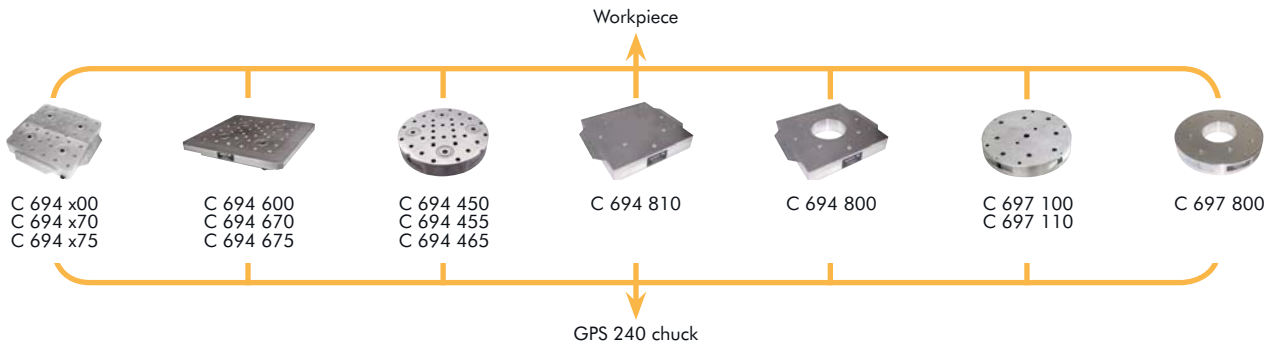 Workpiece
C 694 x00
C 694 x70
C 694 x75
C 694 600
C 694 670
C 694 675
C 694 450
C 694 455
C 694 465
C 694 810
C 694 800
C 697 100
C 697 110
C 697 800
GPS 240 chuck